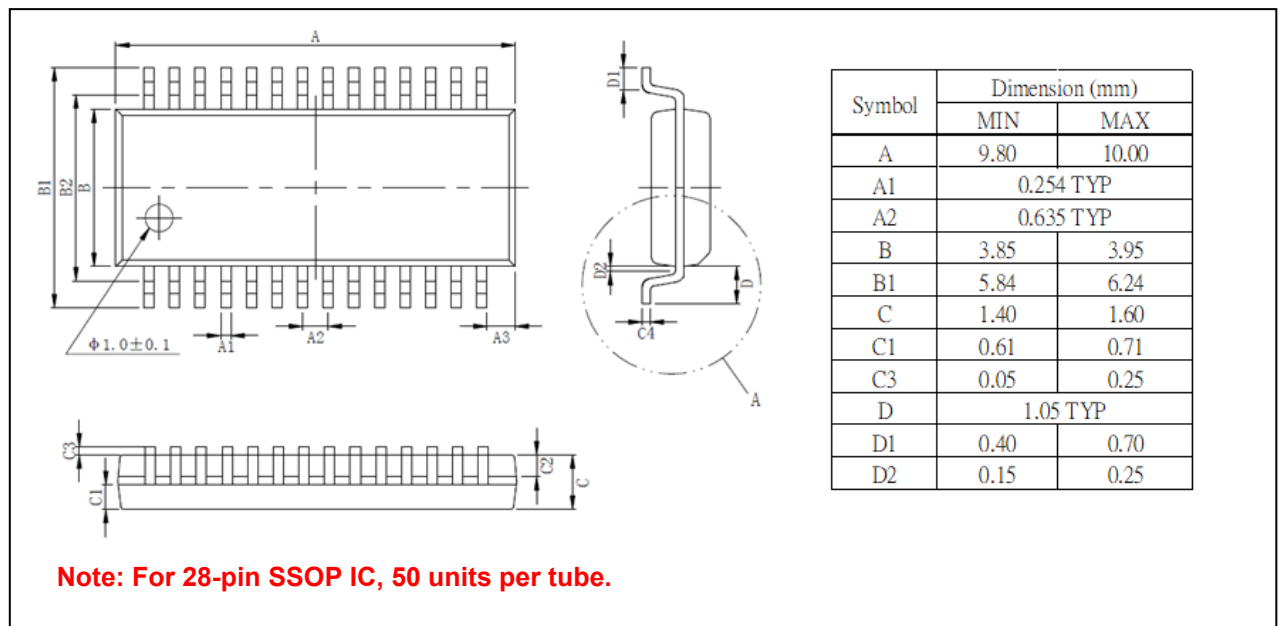 A
B1
B2
B
Φ1.0±0.1
A1
A2
A3
D1
D2
D
C4
A
C3
C1
C2
C
Symbol Dimension (mm)
MIN MAX
A 9.80 10.00
A1 0.254 TYP
A2 0.635 TYP
B 3.85 3.95
B1 5.84 6.24
C 1.40 1.60
C1 0.61 0.71
C3 0.05 0.25
D 1.05 TYP
D1 0.40 0.70
D2 0.15 0.25
Note: For 28-pin SSOP IC, 50 units per tube.